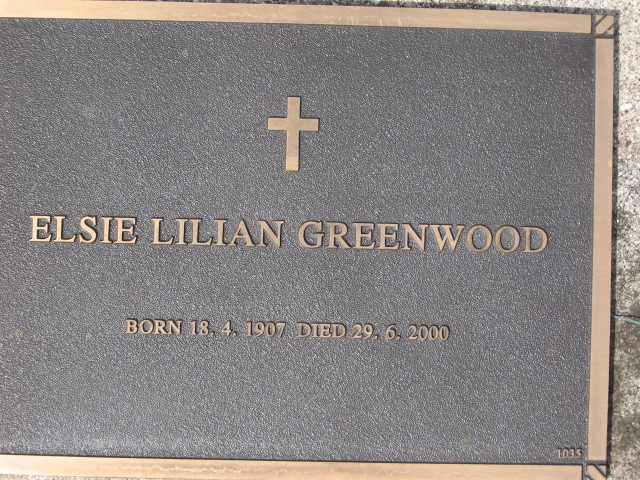 ELSIE LILIAN GREENWOOD
BORN 18. 4. 1907 DIED 29. 6. 2000
1035